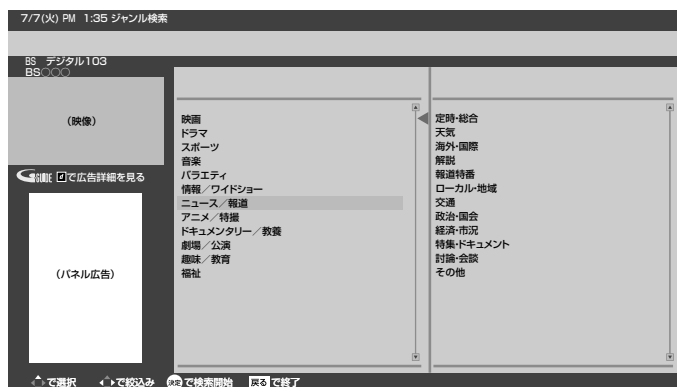 7/7(火) PM 1:35 ジャンル検索
BS デジタル103
BS○○○
(映像)
GUIDE dで広告詳細を見る
(パネル広告)
映画
ドラマ
スポーツ
音楽
バラエティ
情報／ワイドショー
ニュース／報道
アニメ／特撮
ドキュメンタリー／教養
劇場／公演
趣味／教育
福祉
定時・総合
天気
海外・国際
解説
報道特番
ローカル・地域
交通
政治・国会
経済・市況
特集・ドキュメント
討論・会談
その他
で選択 で絞込み 決定で検索開始 戻るで終了